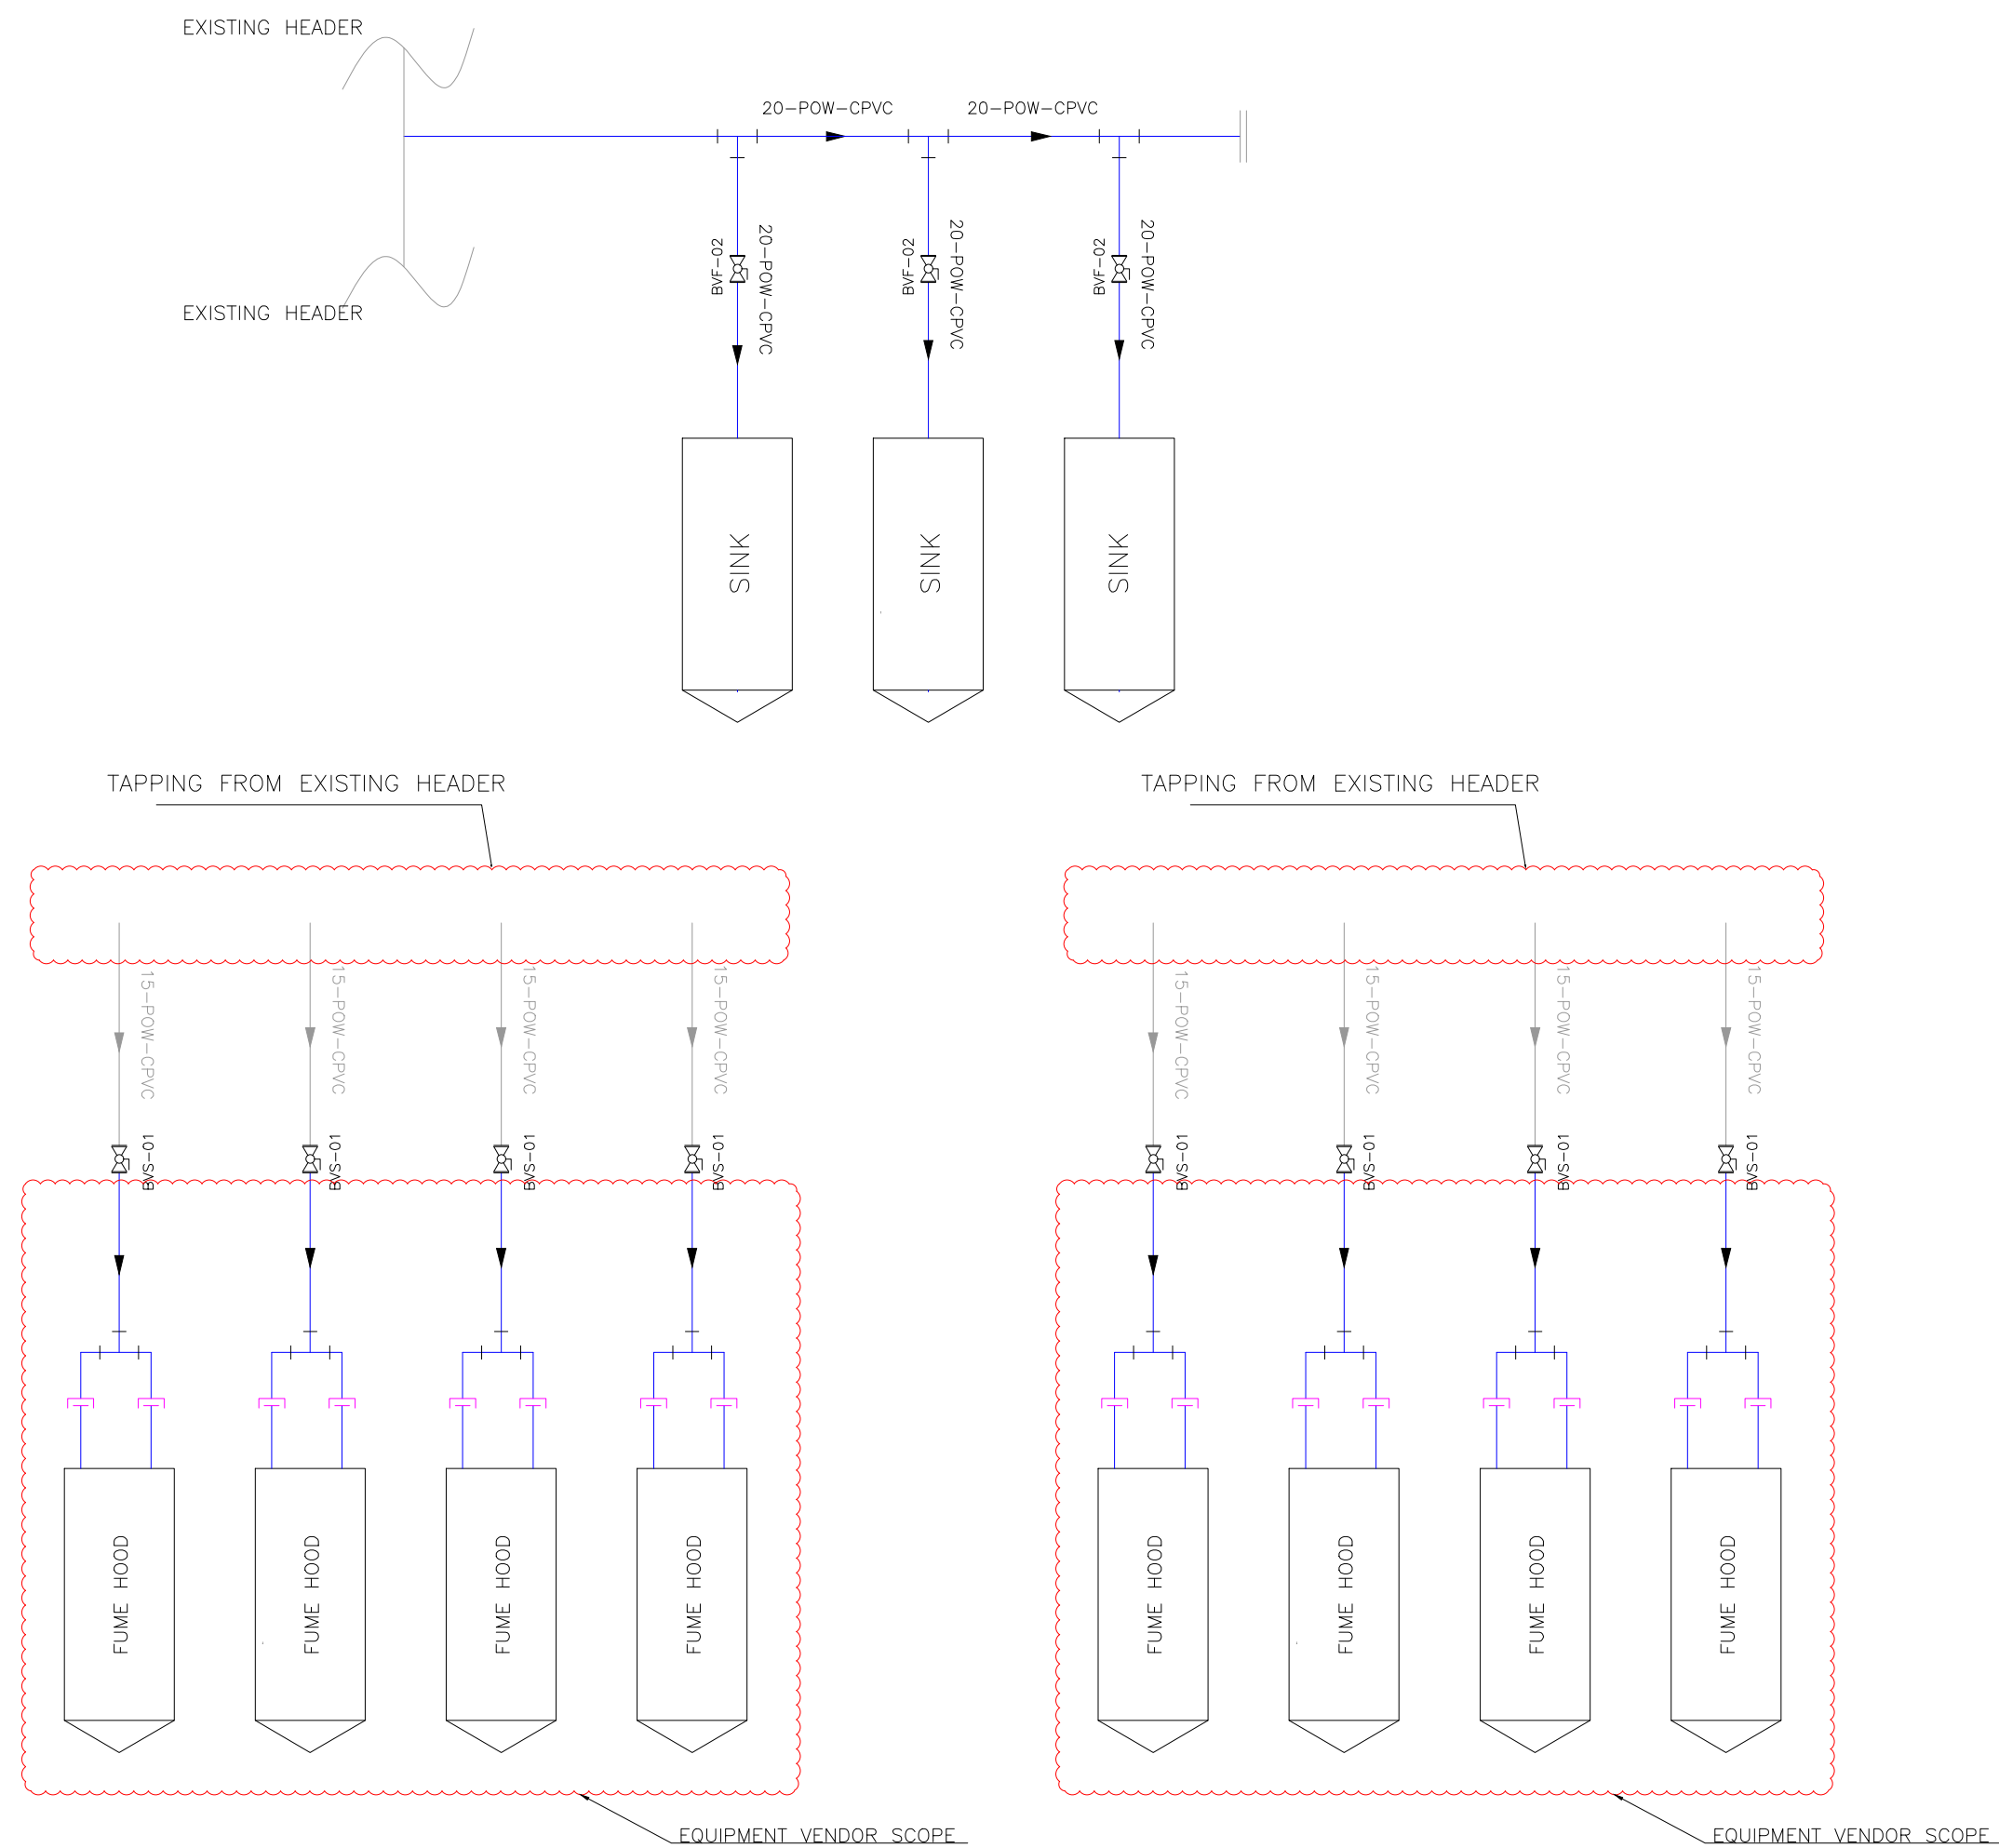 EXISTING HEADER
20-POW-CPVC
20-POW-CPVC
BVF-02
20-POW-CPVC
BVF-02
20-POW-CPVC
BVF-02
20-POW-CPVC
EXISTING HEADER
SINK
SINK
SINK
TAPPING FROM EXISTING HEADER
TAPPING FROM EXISTING HEADER
15-POW-CPVC
15-POW-CPVC
15-POW-CPVC
15-POW-CPVC
15-POW-CPVC
15-POW-CPVC
15-POW-CPVC
15-POW-CPVC
BVS-01
BVS-01
BVS-01
BVS-01
BVS-01
BVS-01
BVS-01
BVS-01
FUME HOOD
FUME HOOD
FUME HOOD
FUME HOOD
FUME HOOD
FUME HOOD
FUME HOOD
FUME HOOD
EQUIPMENT VENDOR SCOPE
EQUIPMENT VENDOR SCOPE